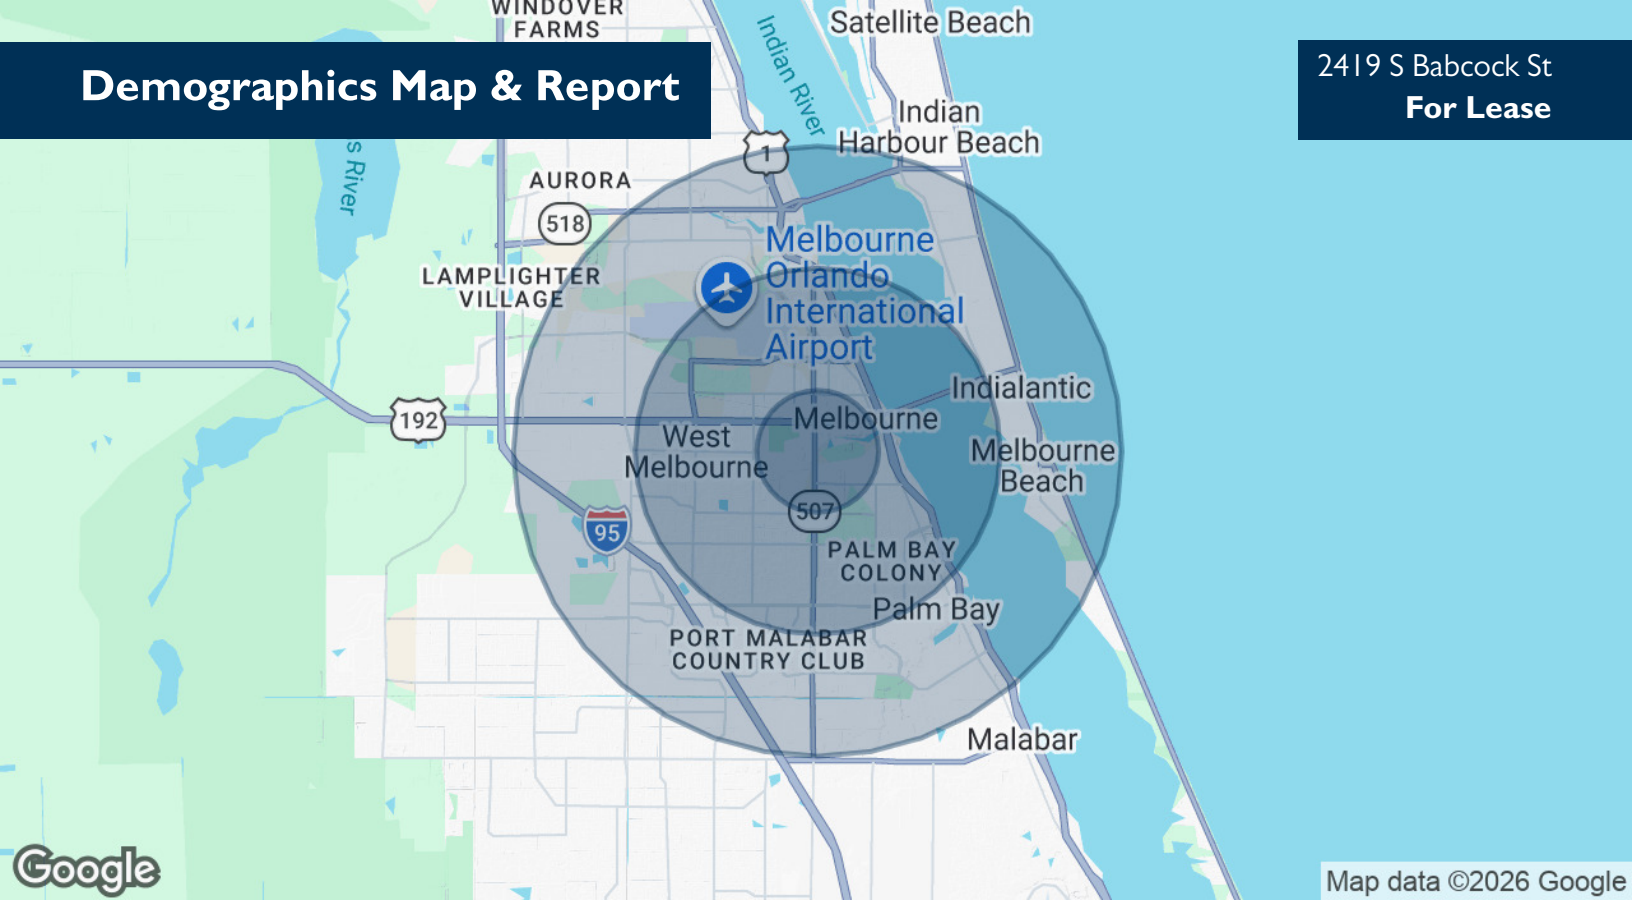 WINDOVER
FARMS
Satellite Beach
Indian River
Demographics Map & Report
2419 S Babcock St
For Lease
Indian
Harbour Beach
1
s River
AURORA
518
Melbourne
Orlando
International
Airport
LAMPLIGHTER
VILLAGE
Indialantic
192
Melbourne
West
Melbourne
Melbourne
Beach
507
95
PALM BAY
COLONY
Palm Bay
PORT MALABAR
COUNTRY CLUB
Malabar
Google
Map data ©2026 Google